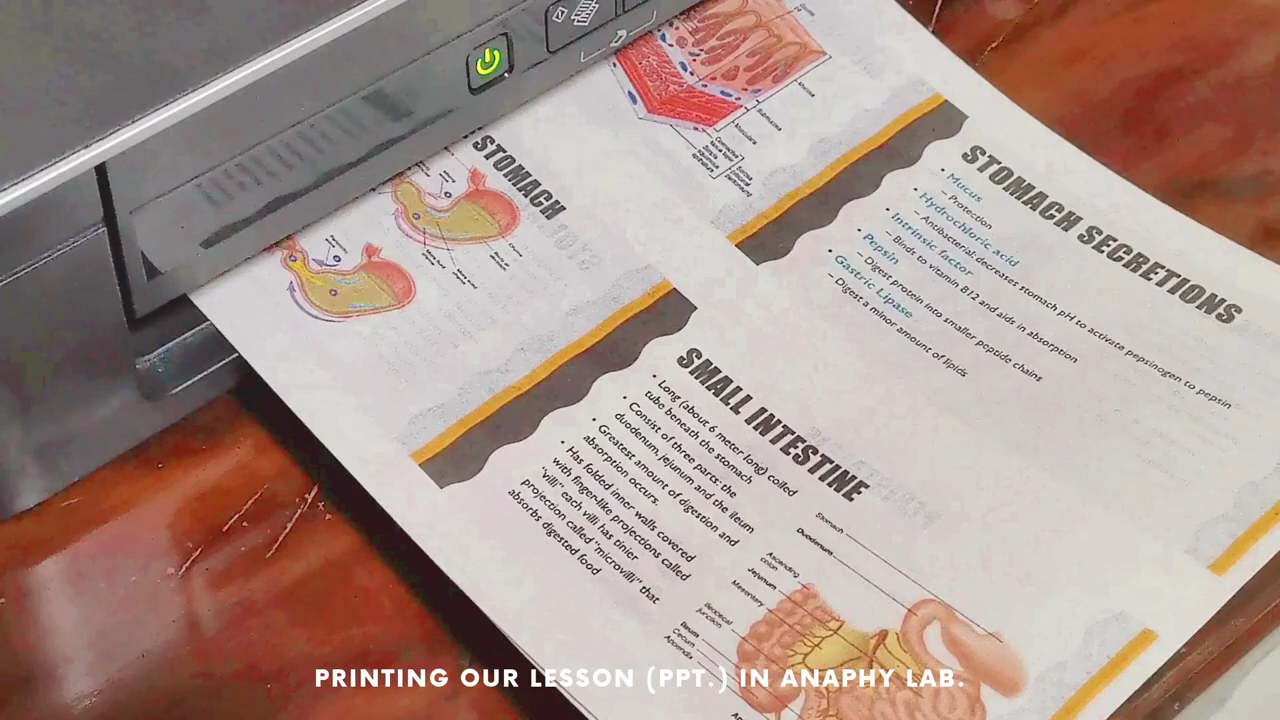 STOMACH
Mucosa
Submucosa
Muscularis
STOMACH SECRETIONS
• Mucus
– Protection
• Hydrochloric acid
– Antibacterial: decreases stomach pH to activate pepsinogen to pepsin
• Intrinsic factor
– Binds to vitamin B12 and aids in absorption
• Pepsin
– Digest protein into smaller peptide chains
• Gastric Lipase
– Digest a minor amount of lipids
SMALL INTESTINE
• Long (about 6 meter long) coiled
tube beneath the stomach
• Consist of three parts: the
duodenum, jejunum and the ileum
• Greatest amount of digestion and
absorption occurs.
• Has folded inner walls covered
with finger-like projections called
"villi"; each villi has tinier
projection called "microvilli" that
absorbs digested food
Stomach
Duodenum
Ascending
colon
Jejunum
Mesentery
Ileocecal
junction
Ileum
Cecum
Appendix
PRINTING OUR LESSON (PPT.) IN ANAPHY LAB.